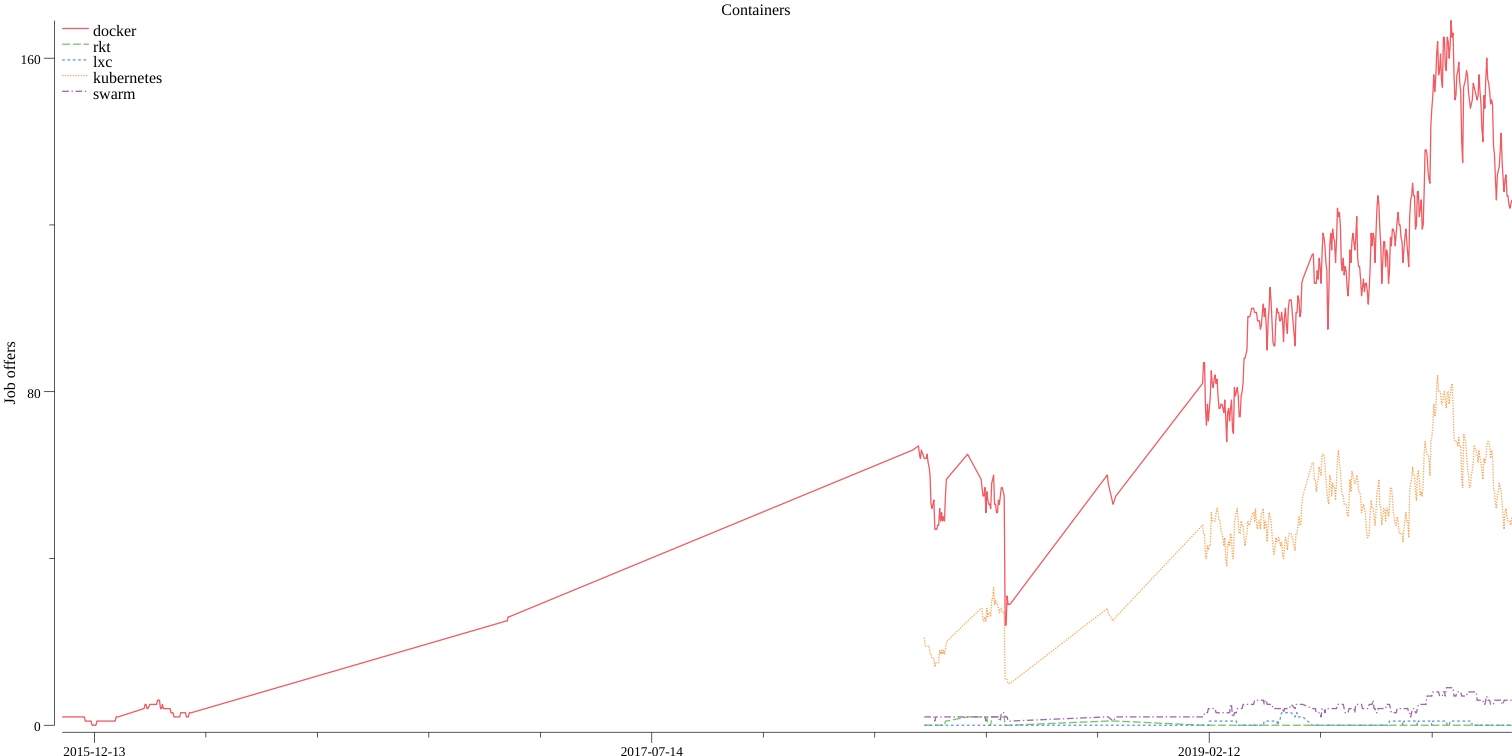 Containers
docker
rkt
lxc
kubernetes
swarm
160
80
0
Job offers
2015-12-13
2017-07-14
2019-02-12